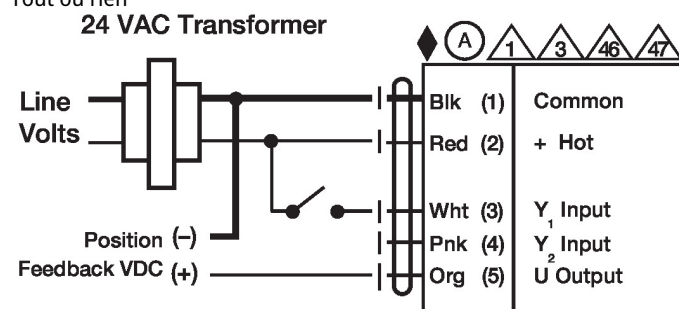 Tout ou rien
24 VAC Transformer
A 1 3 46 47
Line
Volts
Blk (1) Common
Red (2) + Hot
Wht (3) Y1 Input
Position (–)
Pnk (4) Y2 Input
Feedback VDC (+)
Org (5) U Output